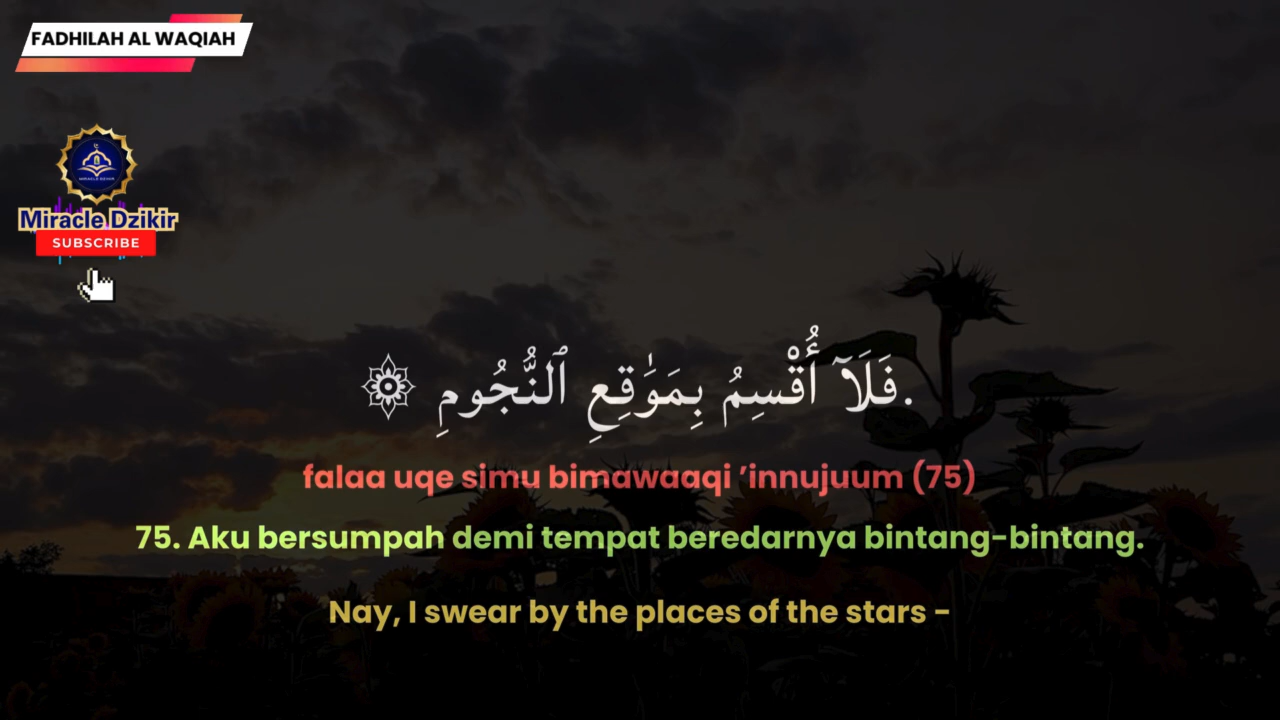 FADHILAH AL WAQIAH
Miracle Dzikir
SUBSCRIBE
.فَلَآ أُقْسِمُ بِمَوَٰقِعِ ٱلنُّجُومِ ۞
falaa uqe simu bimawaaqi ’innujuum (75)
75. Aku bersumpah demi tempat beredarnya bintang-bintang.
Nay, I swear by the places of the stars -